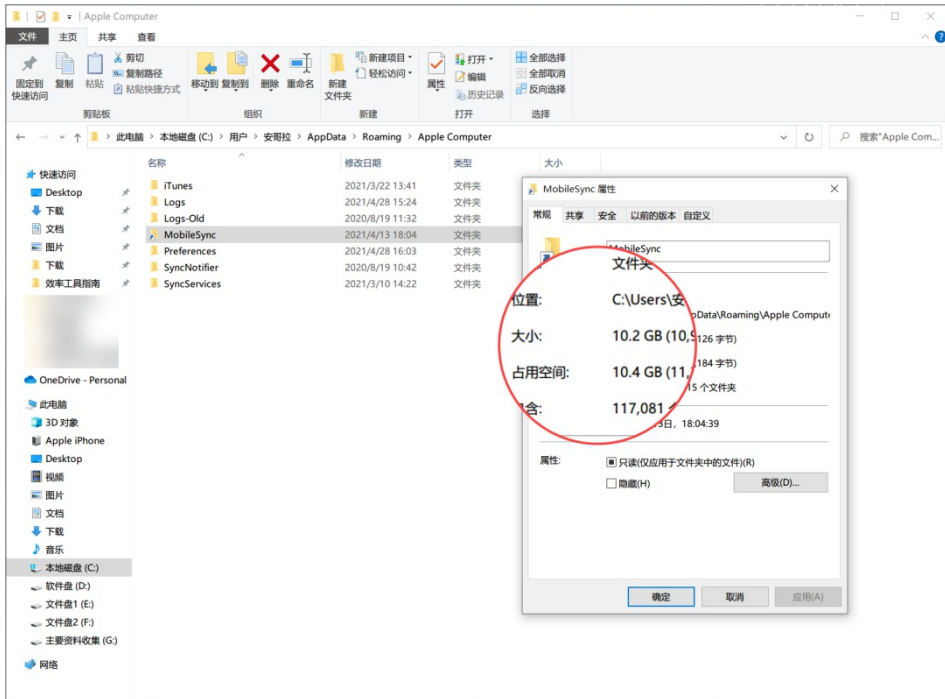 Apple Computer
文件 主页 共享 查看
固定到快速访问
复制
粘贴
剪切
复制路径
粘贴快捷方式
剪贴板
移动到 复制到 删除 重命名
组织
新建文件夹
新建项目
轻松访问
新建
属性
打开
编辑
历史记录
打开
全部选择
全部取消
反向选择
选择
此电脑 > 本地磁盘 (C:) > 用户 > 安哥拉 > AppData > Roaming > Apple Computer
搜索"Apple Com...
快速访问
Desktop
下载
文档
图片
下载
效率工具指南
OneDrive - Personal
此电脑
3D 对象
Apple iPhone
Desktop
视频
图片
文档
下载
音乐
本地磁盘 (C:)
软件盘 (D:)
文件盘1 (E:)
文件盘2 (F:)
主要资料收集 (G:)
网络
名称 修改日期 类型 大小
iTunes 2021/3/22 13:41 文件夹
Logs 2021/4/28 15:24 文件夹
Logs-Old 2020/8/19 11:32 文件夹
MobileSync 2021/4/13 18:04 文件夹
Preferences 2021/4/28 16:03 文件夹
SyncNotifier 2020/8/19 10:42 文件夹
SyncServices 2021/3/10 14:22 文件夹
MobileSync 属性
常规 共享 安全 以前的版本 自定义
MobileSync
文件夹
位置: C:\Users\安
pData\Roaming\Apple Comput
大小: 10.2 GB (10,9
126 字节)
占用空间: 10.4 GB (11,
184 字节)
含: 117,081 个
15 个文件夹
3日，18:04:39
属性: 只读(仅应用于文件夹中的文件)(R)
隐藏(H) 高级(D)...
确定 取消 应用(A)